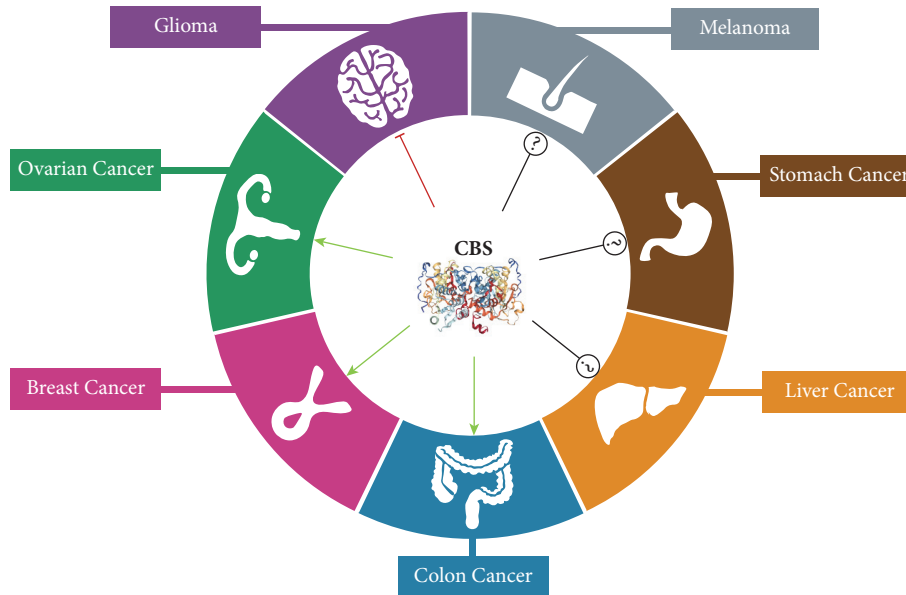 Glioma
Melanoma
?
Ovarian Cancer
Stomach Cancer
?
CBS
?
Breast Cancer
Liver Cancer
Colon Cancer